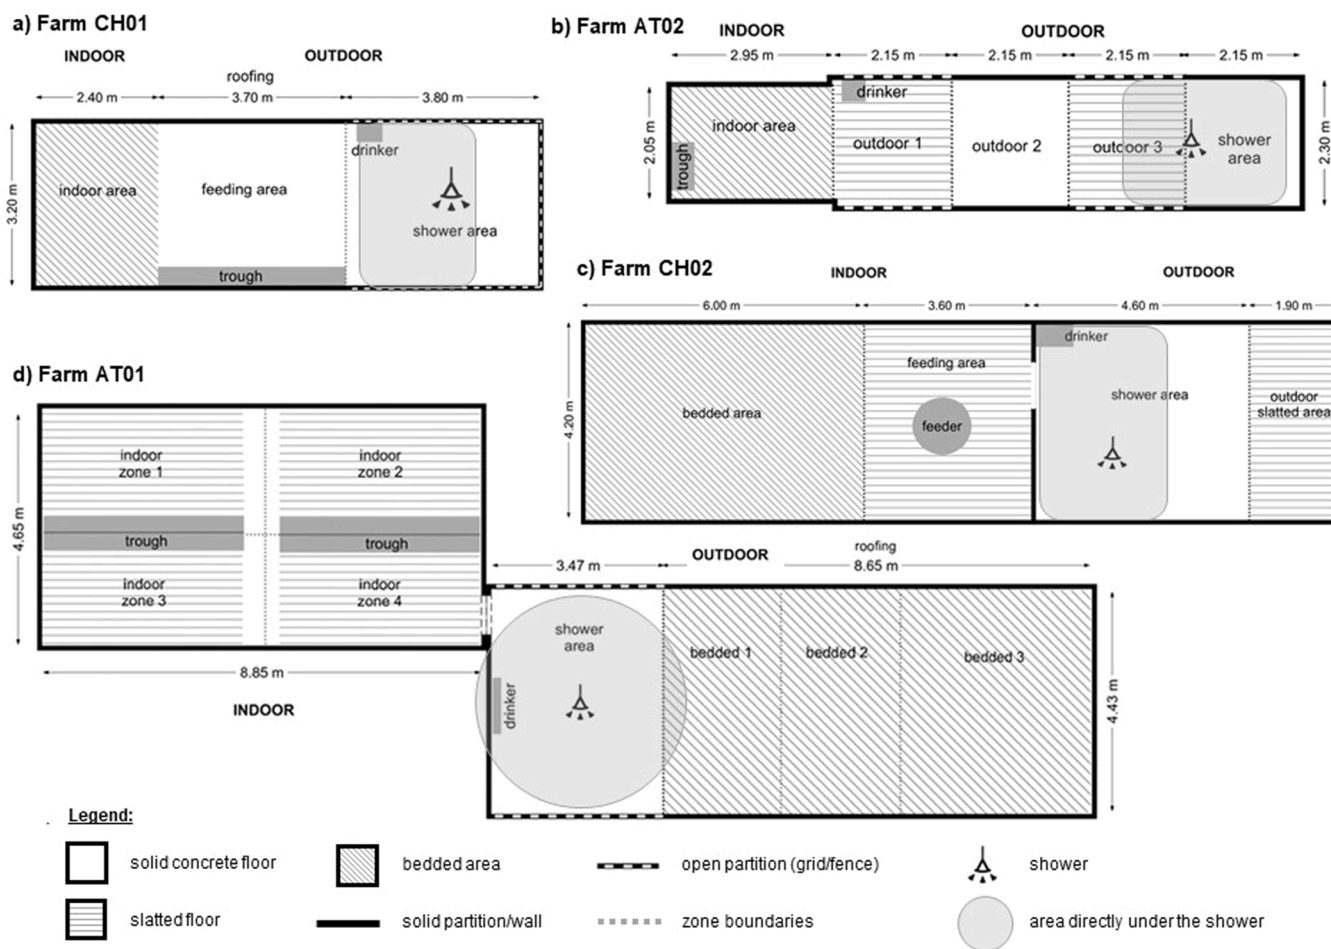 a) Farm CH01
INDOOR
OUTDOOR
roofing
2.40 m
3.70 m
3.80 m
3.20 m
indoor area
feeding area
drinker
shower area
trough
b) Farm AT02
INDOOR
OUTDOOR
2.95 m
2.15 m
2.15 m
2.15 m
2.15 m
2.05 m
2.30 m
trough
indoor area
drinker
outdoor 1
outdoor 2
outdoor 3
shower
area
c) Farm CH02
INDOOR
OUTDOOR
6.00 m
3.60 m
4.60 m
1.90 m
4.20 m
bedded area
feeding area
feeder
drinker
shower area
outdoor
slatted area
d) Farm AT01
4.65 m
indoor
zone 1
indoor
zone 2
trough
trough
indoor
zone 3
indoor
zone 4
8.85 m
INDOOR
OUTDOOR
roofing
3.47 m
8.65 m
shower
area
drinker
bedded 1
bedded 2
bedded 3
4.43 m
Legend:
solid concrete floor
bedded area
open partition (grid/fence)
shower
slatted floor
solid partition/wall
zone boundaries
area directly under the shower